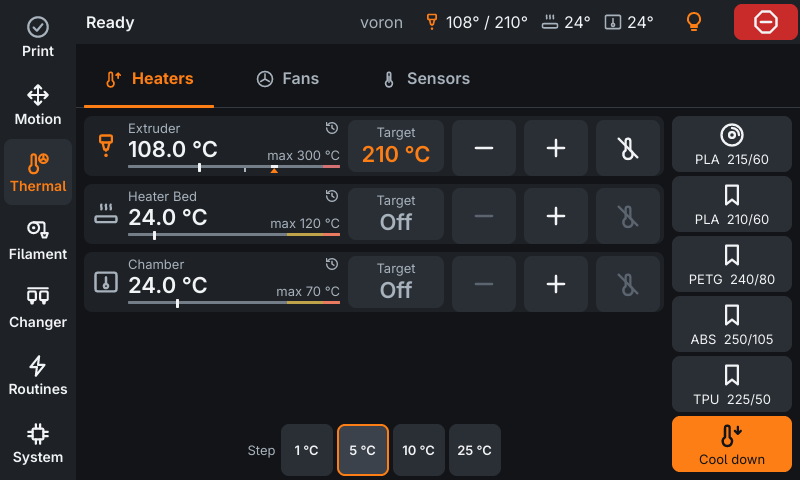 Ready
voron
108° / 210°
24°
24°
Print
Motion
Thermal
Filament
Changer
Routines
System
Heaters
Fans
Sensors
Extruder
108.0 °C
max 300 °C
Target
210 °C
Heater Bed
24.0 °C
max 120 °C
Target
Off
Chamber
24.0 °C
max 70 °C
Target
Off
PLA 215/60
PLA 210/60
PETG 240/80
ABS 250/105
TPU 225/50
Cool down
Step
1 °C
5 °C
10 °C
25 °C